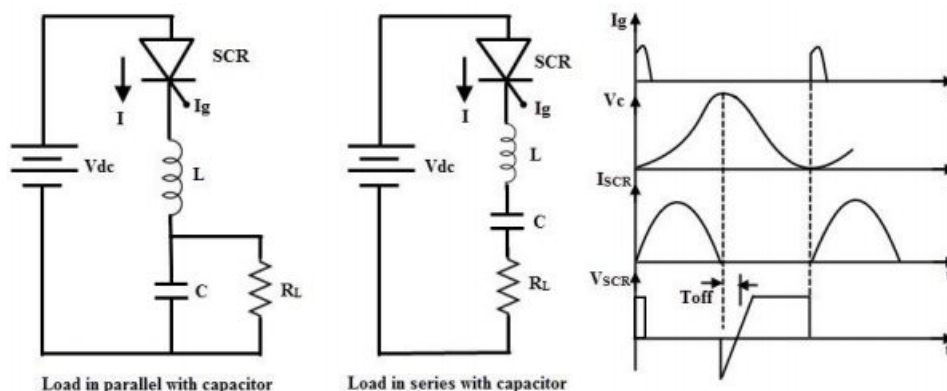 SCR
I
Ig
Vdc
L
C
RL
Load in parallel with capacitor
SCR
I
Ig
Vdc
L
C
RL
Load in series with capacitor
Ig
t
Vc
t
ISCR
t
VSCR
Toff
t